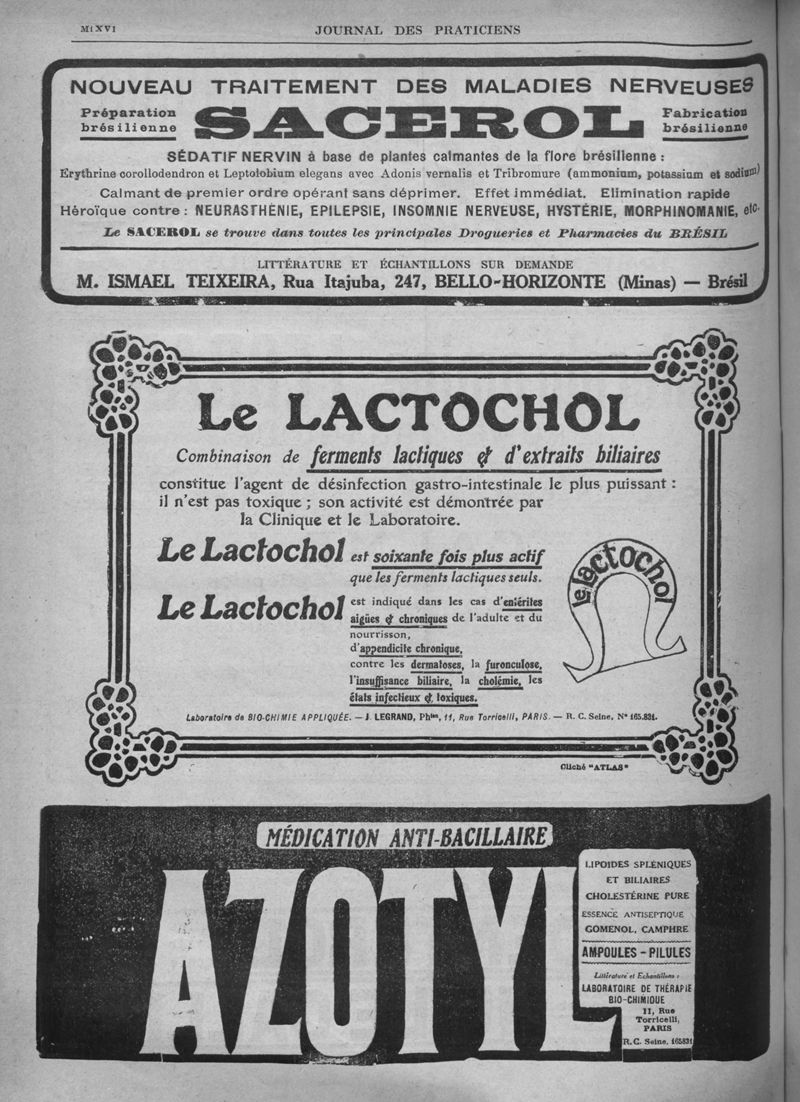 MIXVI
JOURNAL DES PRATICIENS
NOUVEAU TRAITEMENT DES MALADIES NERVEUSES
Préparation
brésilienne
SACEROL
Fabrication
brésilienne
SÉDATIF NERVIN à base de plantes calmantes de la flore brésilienne :
Erythrine corollodendron et Leptolobium elegans avec Adonis vernalis et Tribromure (ammonium, potassium et sodium)
Calmant de premier ordre opérant sans déprimer. Effet immédiat. Elimination rapide
Héroïque contre : NEURASTHÉNIE, EPILEPSIE, INSOMNIE NERVEUSE, HYSTÉRIE, MORPHINOMANIE, etc.
Le SACEROL se trouve dans toutes les principales Drogueries et Pharmacies du BRÉSIL
LITTÉRATURE ET ÉCHANTILLONS SUR DEMANDE
M. ISMAEL TEIXEIRA, Rua Itajuba, 247, BELLO-HORIZONTE (Minas) — Brésil
Le LACTOCHOL
Combinaison de ferments lactiques & d'extraits biliaires
constitue l'agent de désinfection gastro-intestinale le plus puissant :
il n'est pas toxique ; son activité est démontrée par
la Clinique et le Laboratoire.
Le Lactochol est soixante fois plus actif
que les ferments lactiques seuls.
Le Lactochol est indiqué dans les cas d'entérites
aigües & chroniques de l'adulte et du
nourrisson,
d'appendicite chronique,
contre les dermatoses, la furonculose,
l'insuffisance biliaire, la cholémie, les
états infectieux & toxiques.
le lactochol
Laboratoire de BIO-CHIMIE APPLIQUÉE. — J. LEGRAND, Phien, 11, Rue Torricelli, PARIS. — R. C. Seine, N° 165.831.
Cliché "ATLAS"
MÉDICATION ANTI-BACILLAIRE
AZOTYL
LIPOIDES SPLÉNIQUES
ET BILIAIRES
CHOLESTÉRINE PURE
ESSENCE ANTISEPTIQUE
GOMENOL, CAMPHRE
AMPOULES - PILULES
Littérature et Echantillons :
LABORATOIRE DE THÉRAPIE
BIO-CHIMIQUE
11, Rue
Torricelli,
PARIS
R.C. Seine, 165831